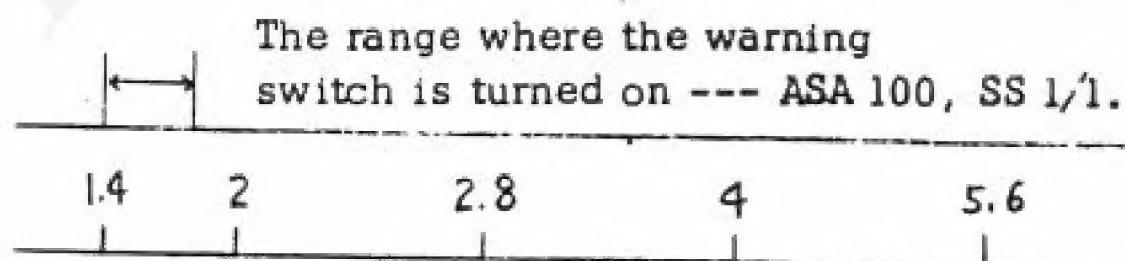 The range where the warning
switch is turned on --- ASA 100, SS 1/1.
1.4 2 2.8 4 5.6